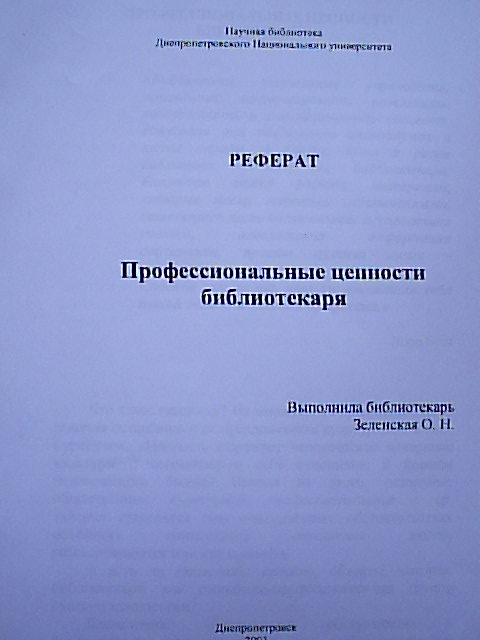 Научная библиотека
Днепропетровского Национального университета
РЕФЕРАТ
Профессиональные ценности
библиотекаря
Выполнила библиотекарь
Зеленская О. Н.
Днепропетровск